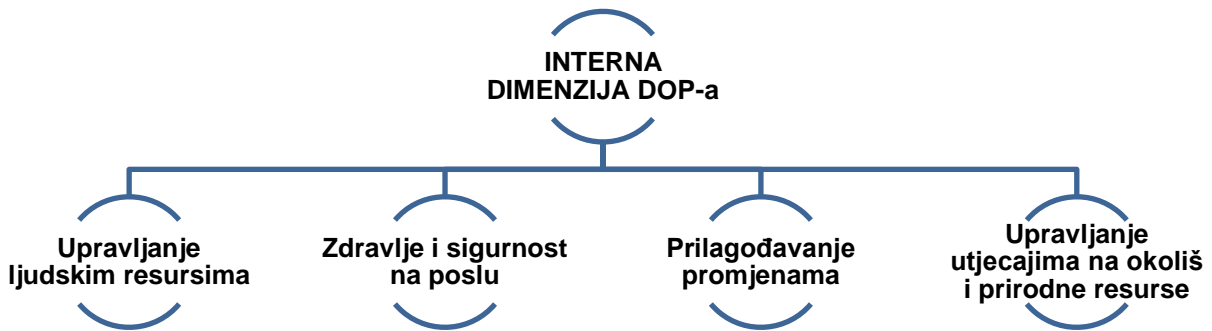 INTERNA
DIMENZIJA DOP-a
Upravljanje
ljudskim resursima
Zdravlje i sigurnost
na poslu
Prilagođavanje
promjenama
Upravljanje
utjecajima na okoliš
i prirodne resurse